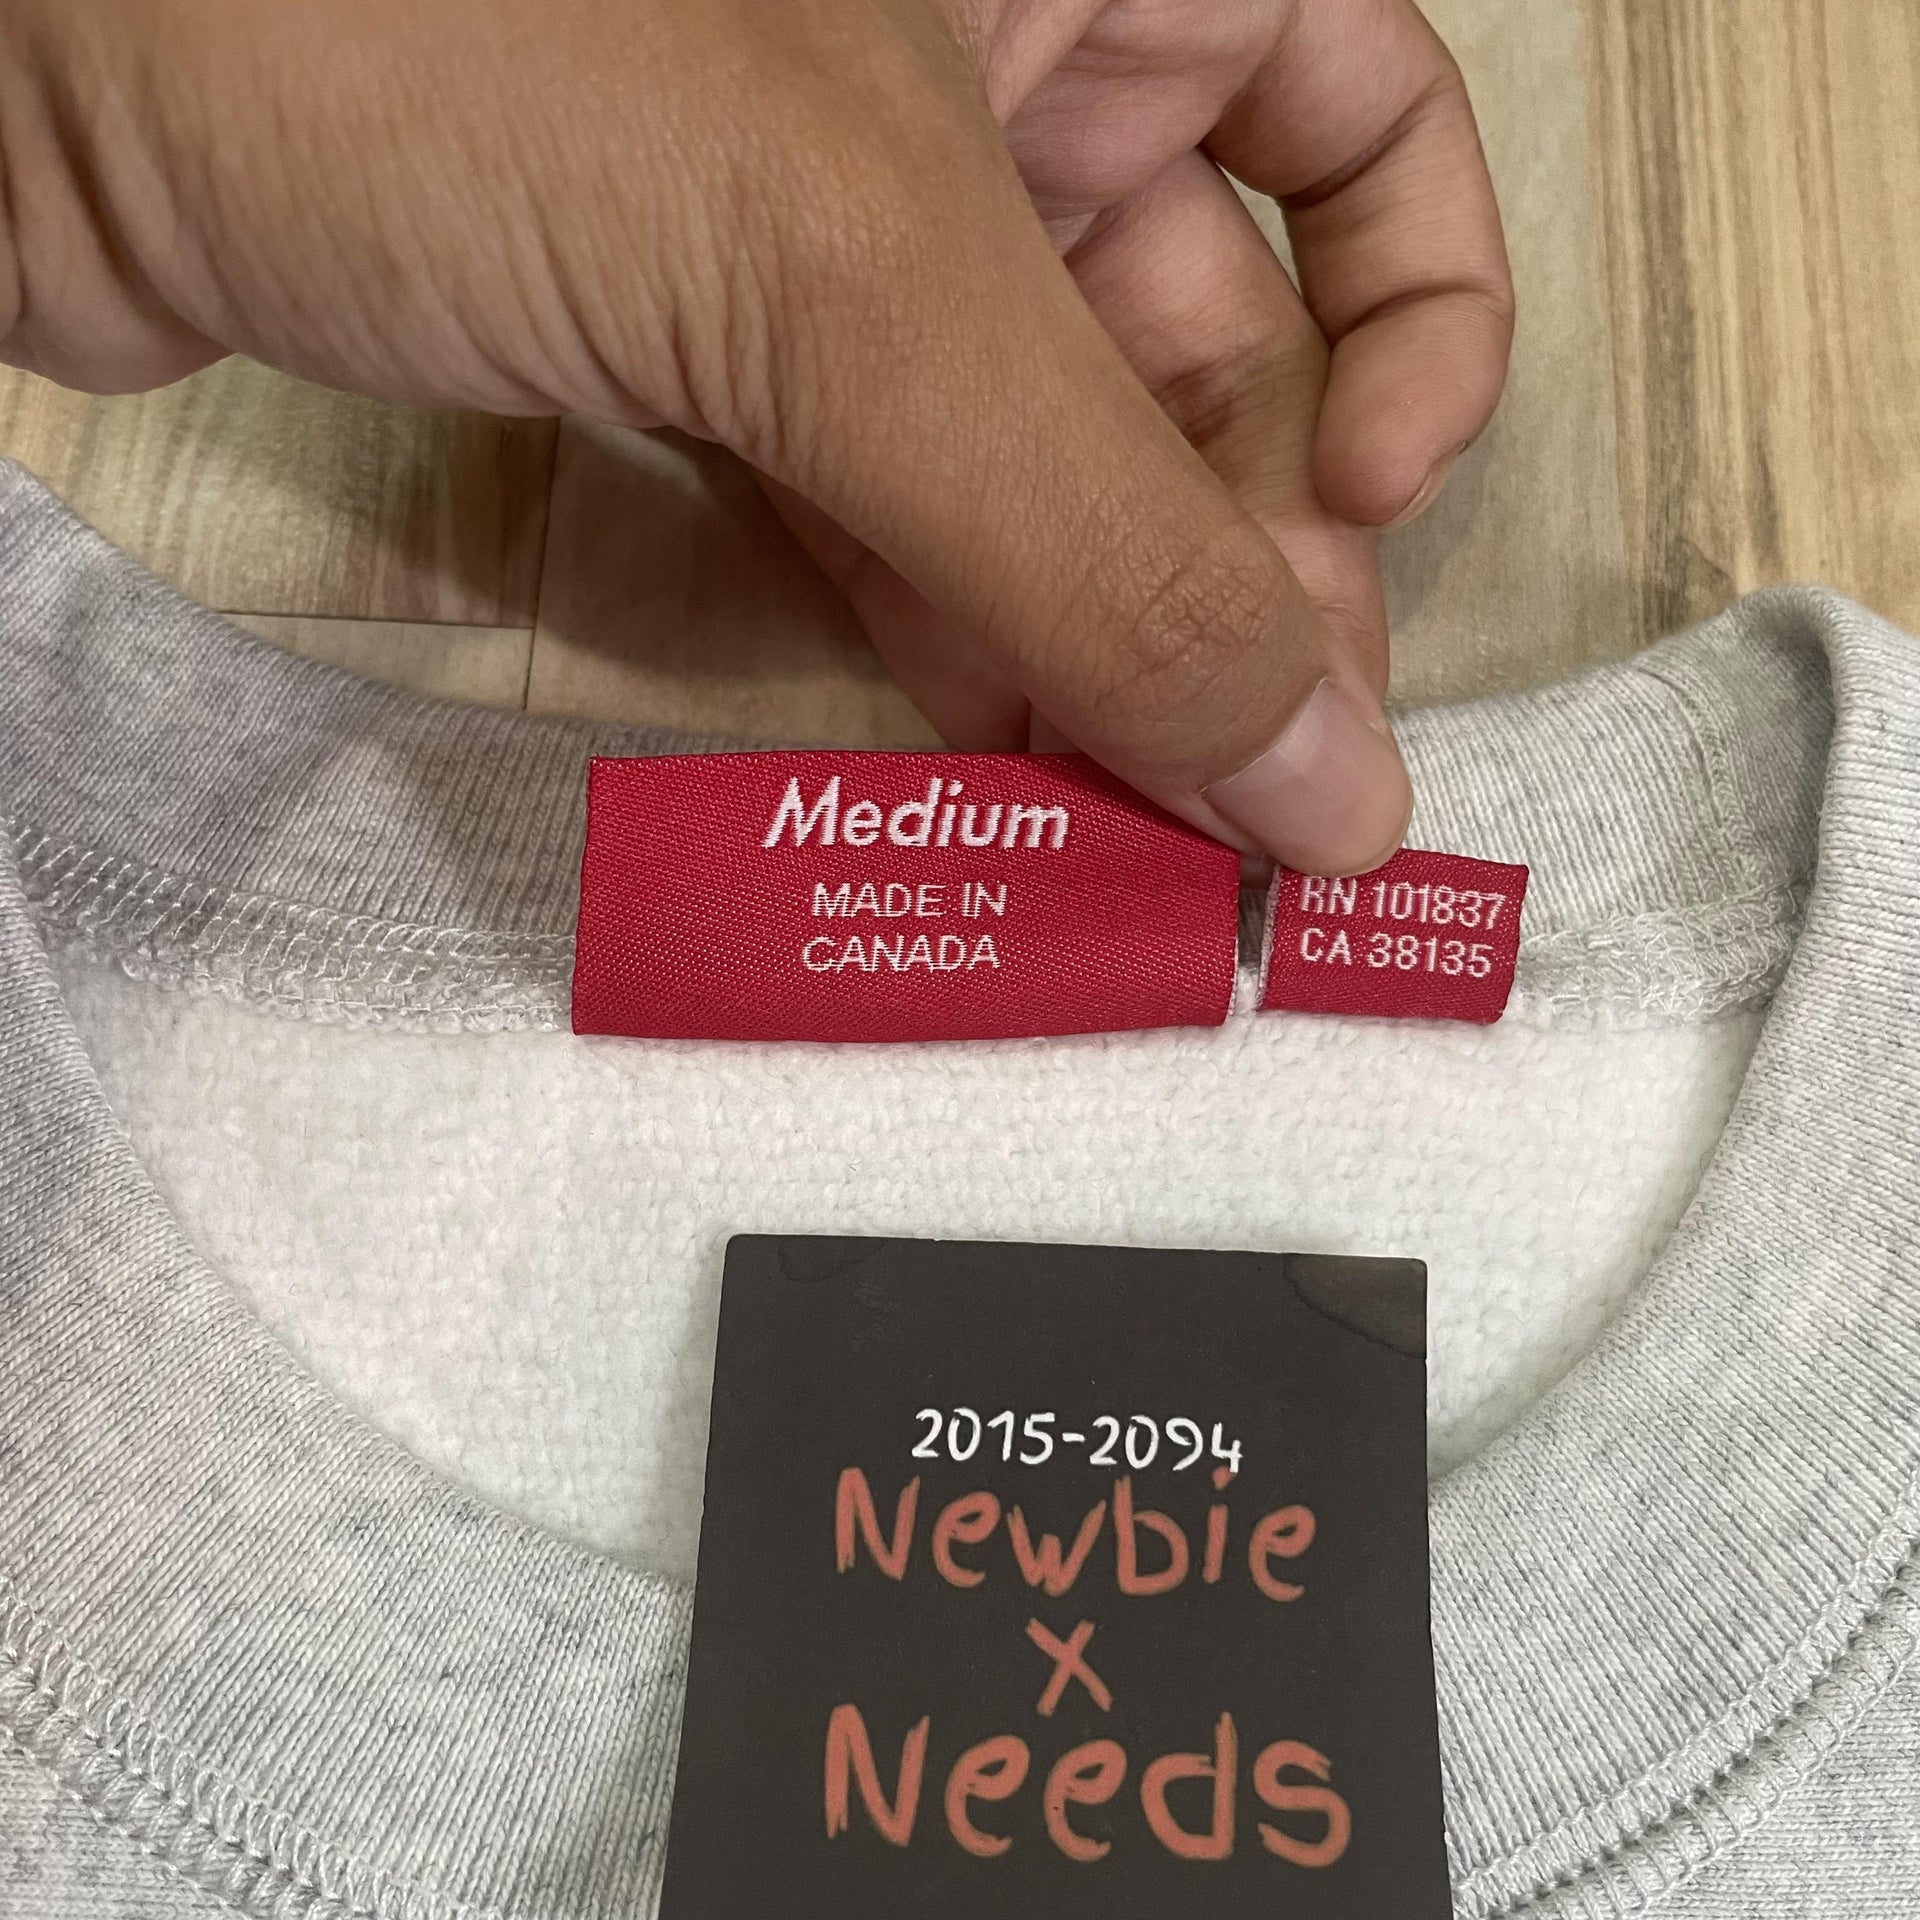 Medium
MADE IN
CANADA
RN 101837
CA 38135
2015-2094
Newbie
x
Needs